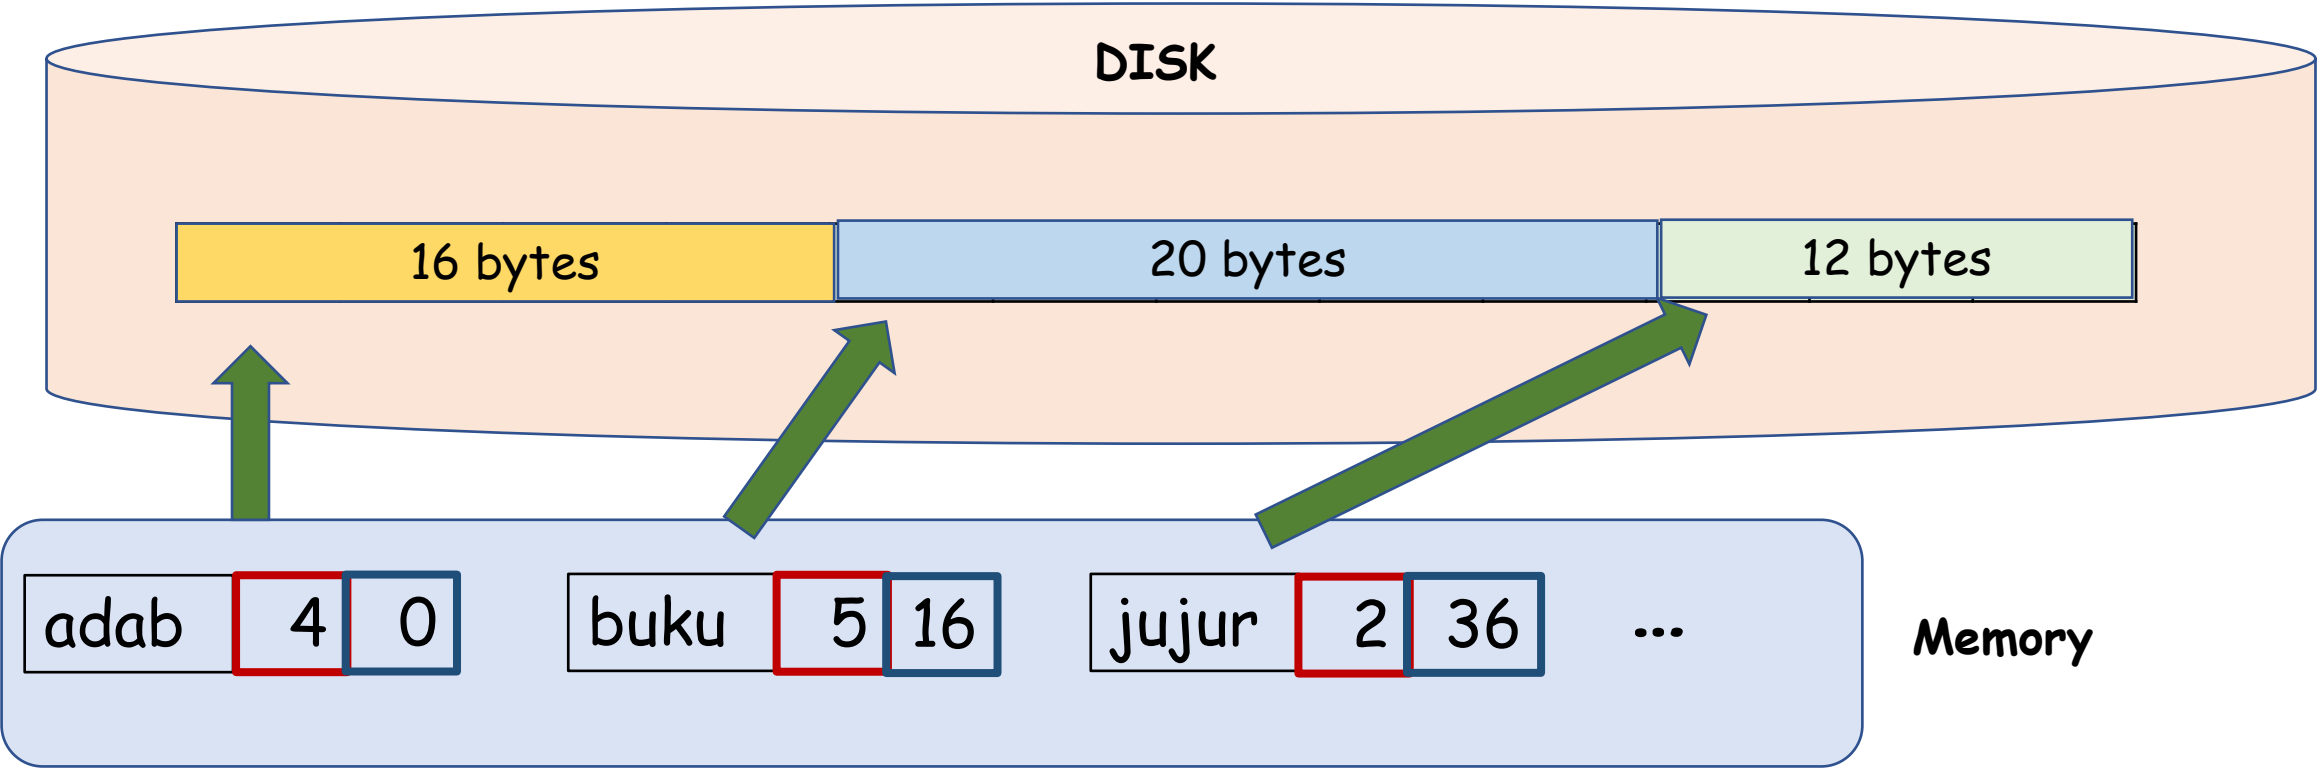 DISK
16 bytes 20 bytes 12 bytes
adab 4 0 buku 5 16 jujur 2 36 ...
Memory